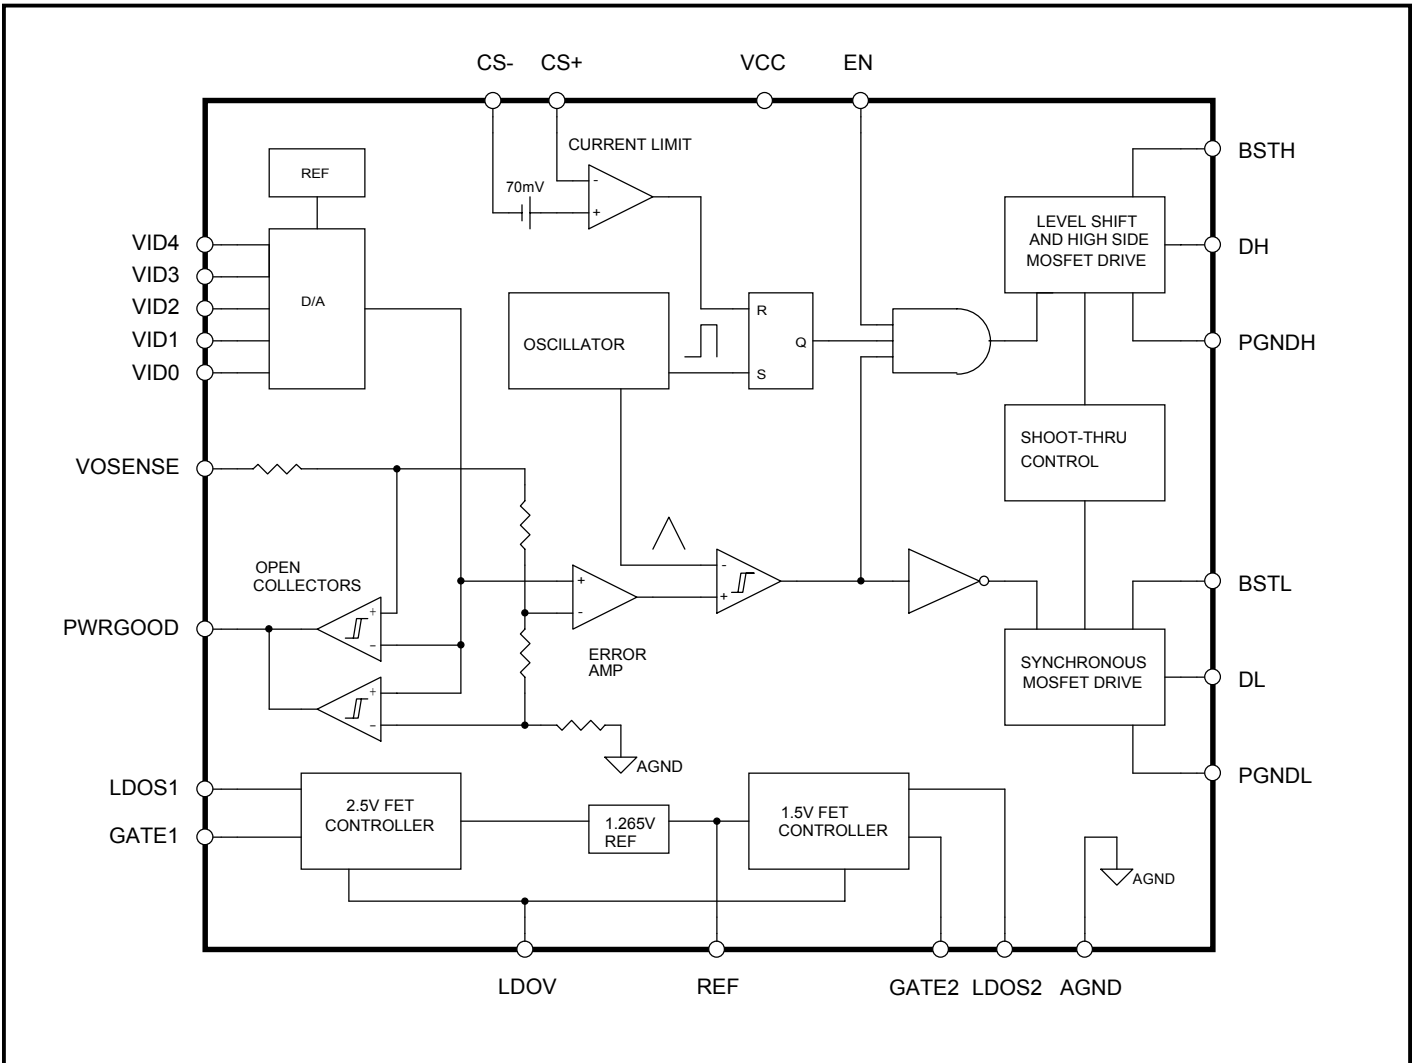 CS-
CS+
VCC
EN
CURRENT LIMIT
BSTH
REF
70mV
-
+
LEVEL SHIFT
AND HIGH SIDE
MOSFET DRIVE
VID4
VID3
VID2
VID1
VID0
D/A
DH
OSCILLATOR
R
Q
S
PGNDH
SHOOT-THRU
CONTROL
VOSENSE
OPEN
COLLECTORS
+
-
-
+
BSTL
PWRGOOD
+
-
ERROR
AMP
SYNCHRONOUS
MOSFET DRIVE
DL
+
-
AGND
PGNDL
LDOS1
GATE1
2.5V FET
CONTROLLER
1.265V
REF
1.5V FET
CONTROLLER
AGND
LDOV
REF
GATE2
LDOS2
AGND